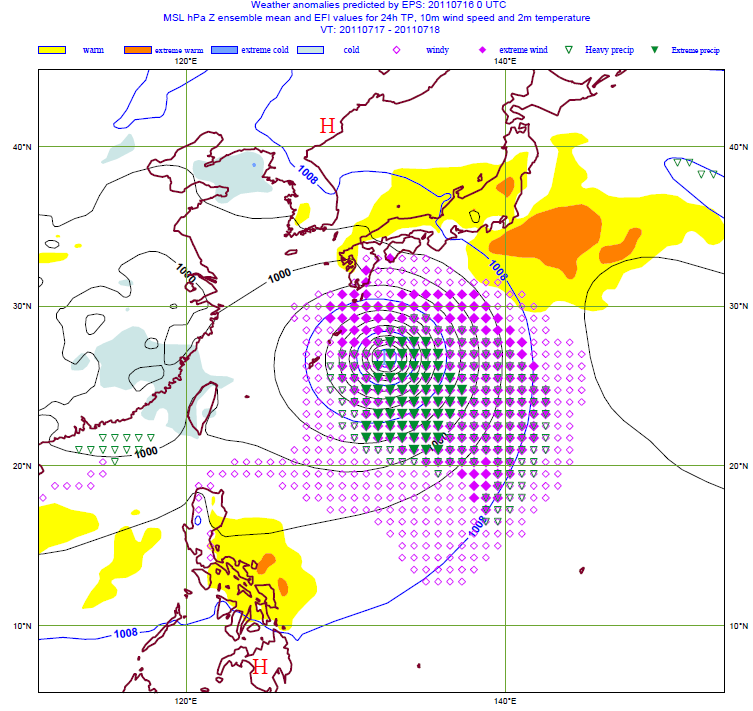 Weather anomalies predicted by EPS: 20110716 0 UTC
MSL hPa Z ensemble mean and EFI values for 24h TP, 10m wind speed and 2m temperature
VT: 20110717 - 20110718
warm extreme warm extreme cold cold windy extreme wind Heavy precip Extreme precip
120°E 140°E
H
40°N 40°N
1008
1008
1000 1000
30°N 30°N
1000
20°N 20°N
1008
10°N 1008 10°N
H
120°E 140°E